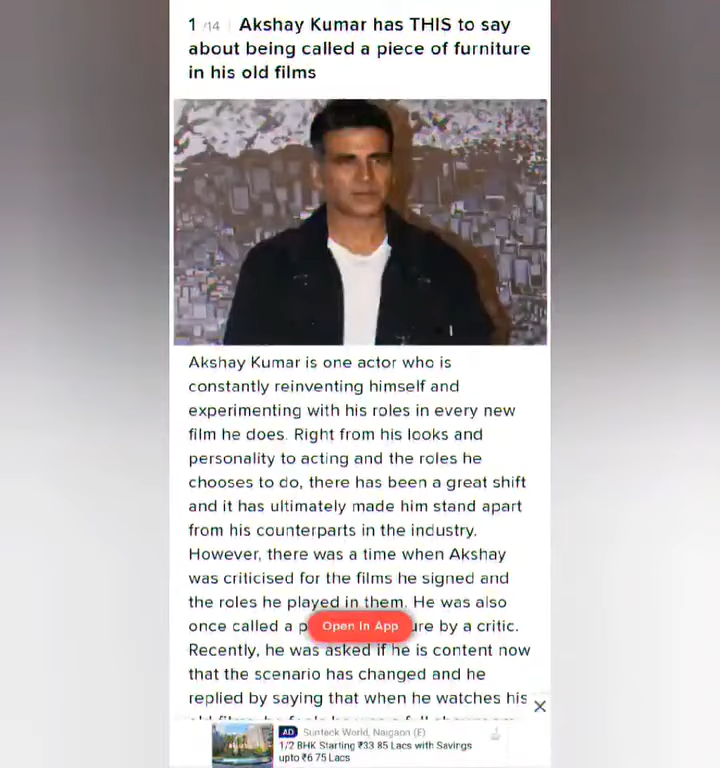 1 /14 Akshay Kumar has THIS to say
about being called a piece of furniture
in his old films
Akshay Kumar is one actor who is
constantly reinventing himself and
experimenting with his roles in every new
film he does. Right from his looks and
personality to acting and the roles he
chooses to do, there has been a great shift
and it has ultimately made him stand apart
from his counterparts in the industry.
However, there was a time when Akshay
was criticised for the films he signed and
the roles he played in them. He was also
once called a p Open In App ure by a critic.
Recently, he was asked if he is content now
that the scenario has changed and he
replied by saying that when he watches his
AD Sunteck World, Naigaon (E)
1/2 BHK Starting ₹33.85 Lacs with Savings
upto ₹6.75 Lacs